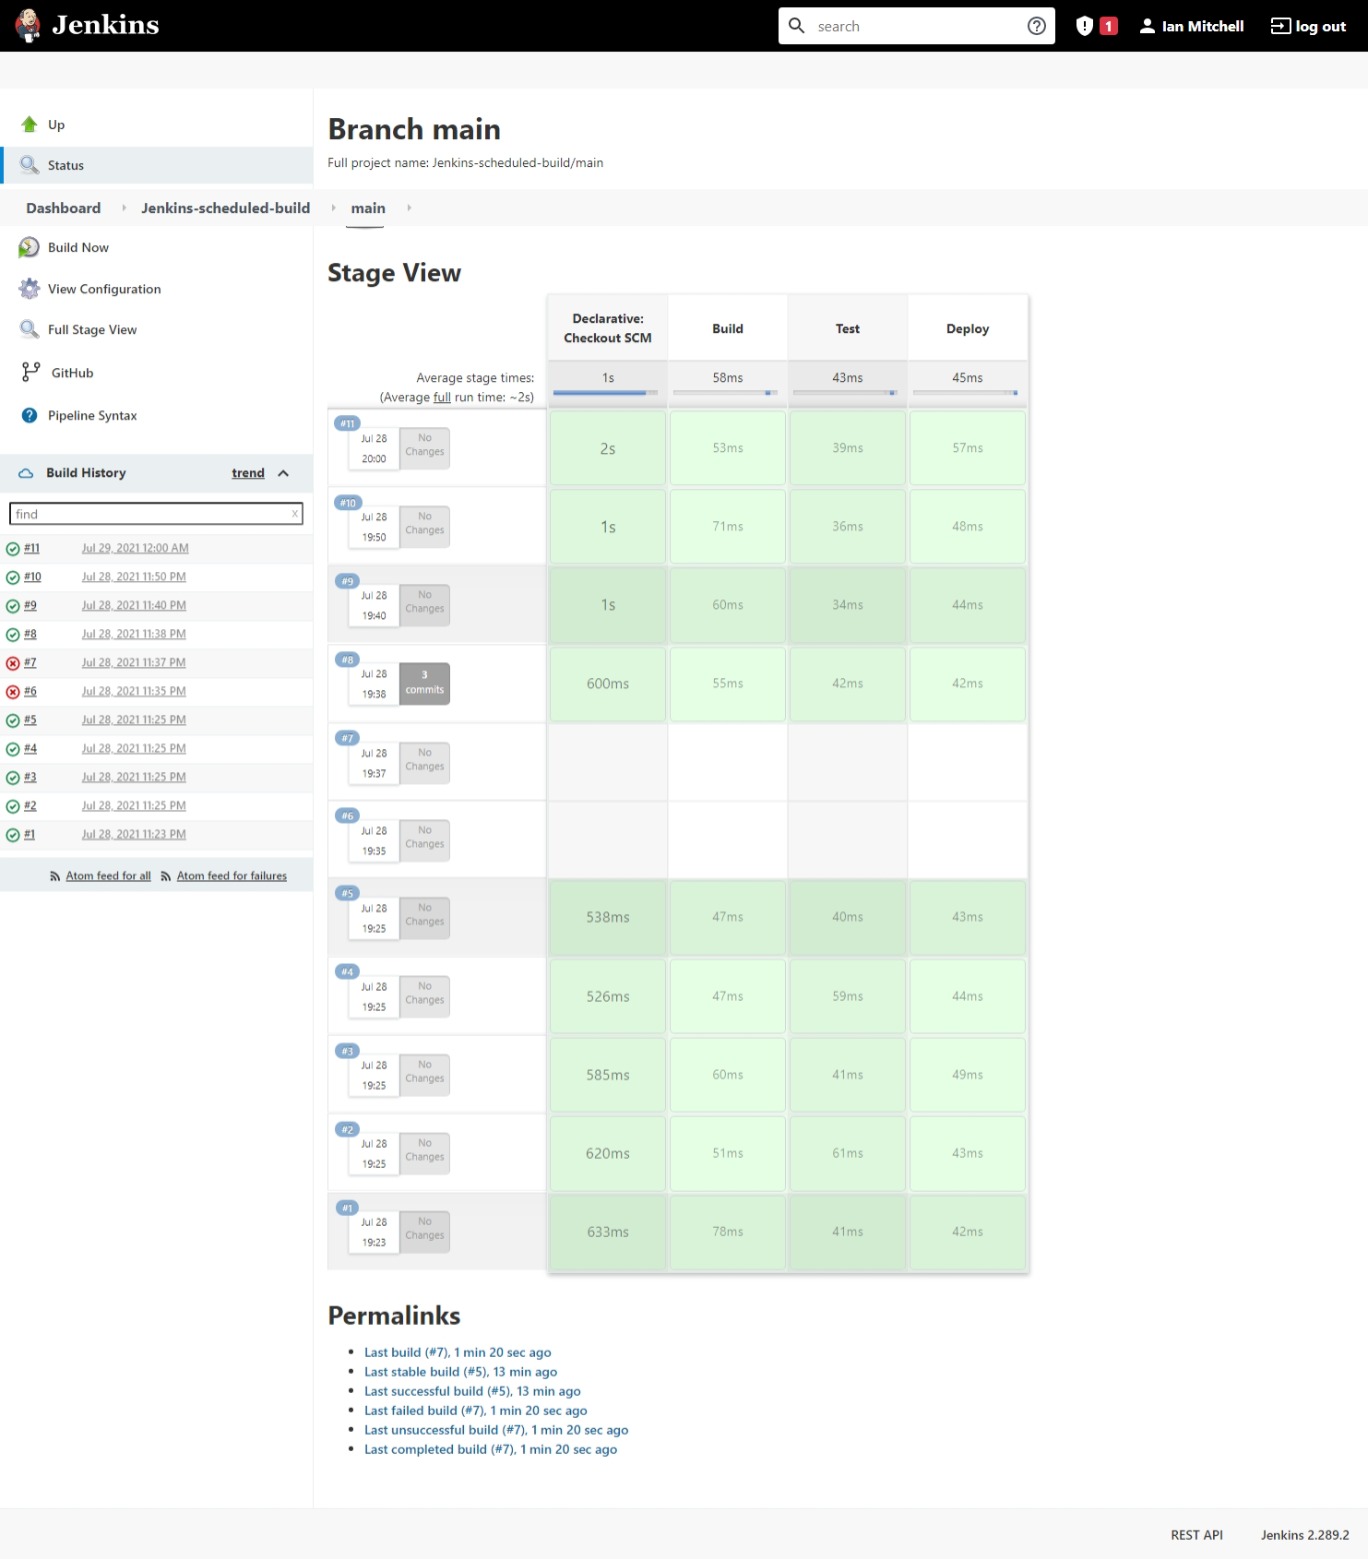 Jenkins
search
1
Ian Mitchell
log out
Up
Status
Branch main
Full project name: Jenkins-scheduled-build/main
Dashboard
Jenkins-scheduled-build
main
Build Now
View Configuration
Full Stage View
GitHub
Pipeline Syntax
Build History
trend
find
x
#11 Jul 29, 2021 12:00 AM
#10 Jul 28, 2021 11:50 PM
#9 Jul 28, 2021 11:40 PM
#8 Jul 28, 2021 11:38 PM
#7 Jul 28, 2021 11:37 PM
#6 Jul 28, 2021 11:35 PM
#5 Jul 28, 2021 11:25 PM
#4 Jul 28, 2021 11:25 PM
#3 Jul 28, 2021 11:25 PM
#2 Jul 28, 2021 11:25 PM
#1 Jul 28, 2021 11:23 PM
Atom feed for all
Atom feed for failures
Stage View
Declarative:
Checkout SCM
Build
Test
Deploy
Average stage times:
(Average full run time: ~2s)
1s
58ms
43ms
45ms
#11
Jul 28
20:00
No
Changes
2s
53ms
39ms
57ms
#10
Jul 28
19:50
No
Changes
1s
71ms
36ms
48ms
#9
Jul 28
19:40
No
Changes
1s
60ms
34ms
44ms
#8
Jul 28
19:38
3
commits
600ms
55ms
42ms
42ms
#7
Jul 28
19:37
No
Changes
#6
Jul 28
19:35
No
Changes
#5
Jul 28
19:25
No
Changes
538ms
47ms
40ms
43ms
#4
Jul 28
19:25
No
Changes
526ms
47ms
59ms
44ms
#3
Jul 28
19:25
No
Changes
585ms
60ms
41ms
49ms
#2
Jul 28
19:25
No
Changes
620ms
51ms
61ms
43ms
#1
Jul 28
19:23
No
Changes
633ms
78ms
41ms
42ms
Permalinks
Last build (#7), 1 min 20 sec ago
Last stable build (#5), 13 min ago
Last successful build (#5), 13 min ago
Last failed build (#7), 1 min 20 sec ago
Last unsuccessful build (#7), 1 min 20 sec ago
Last completed build (#7), 1 min 20 sec ago
REST API
Jenkins 2.289.2